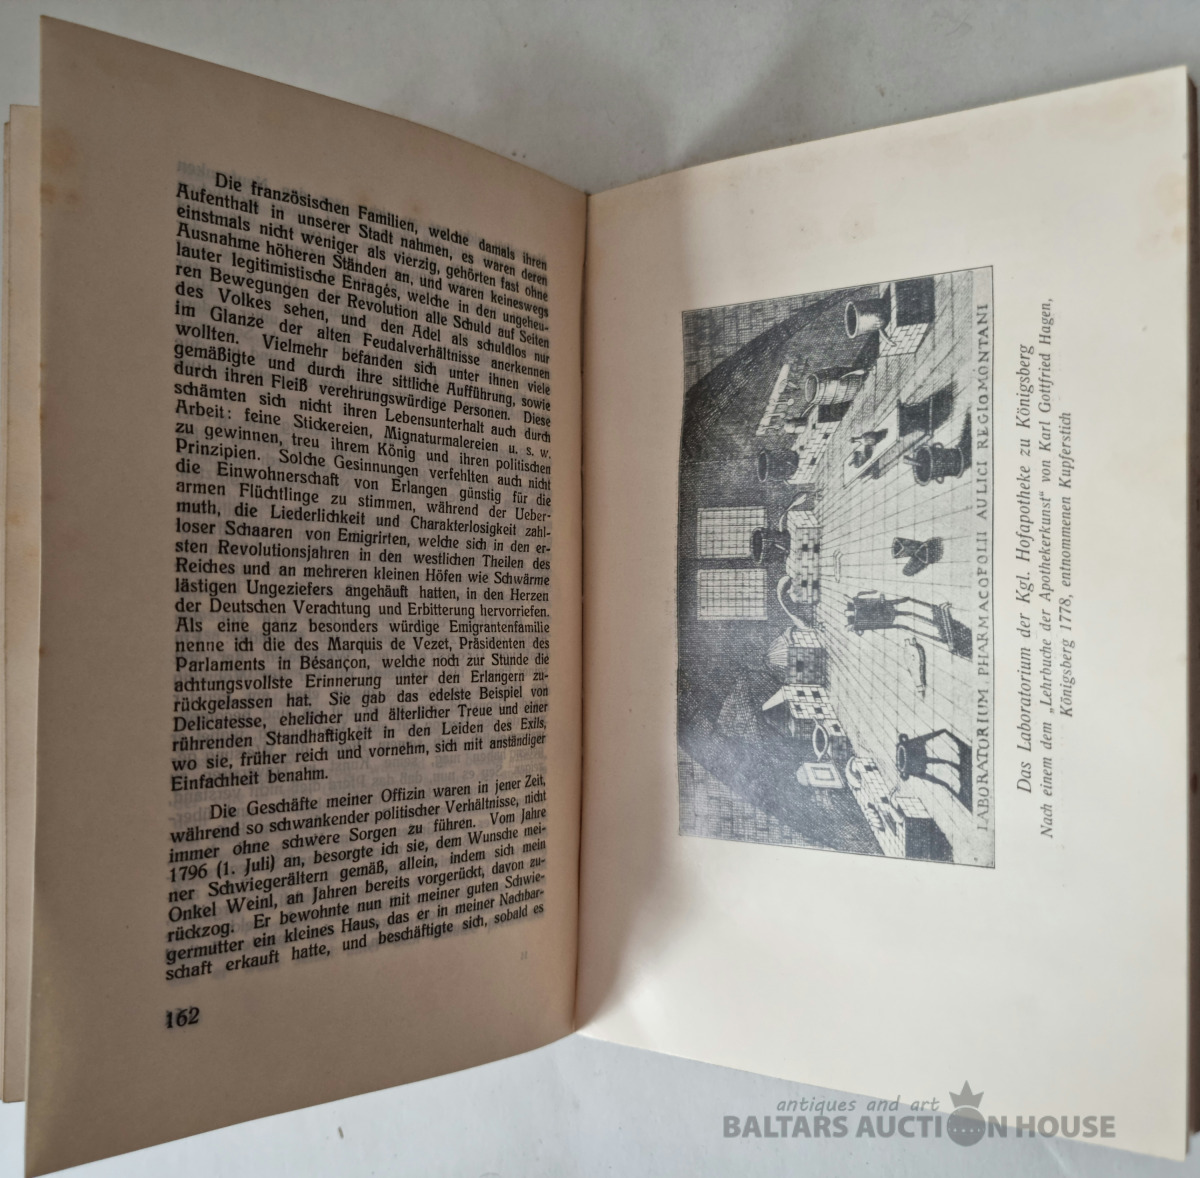 Die französischen Familien, welche damals ihren
Aufenthalt in unserer Stadt nahmen, es waren deren
einstmals nicht weniger als vierzig, gehörten fast ohne
Ausnahme höheren Ständen an, und waren keineswegs
lauter legitimistische Enragés, welche in den ungeheu-
ren Bewegungen der Revolution alle Schuld auf Seiten
des Volkes sehen, und den Adel als schuldlos nur
im Glanze der alten Feudalverhältnisse anerkennen
wollten. Vielmehr befanden sich unter ihnen viele
gemäßigte und durch ihre sittliche Aufführung, sowie
durch ihren Fleiß verehrungswürdige Personen. Diese
schämten sich nicht ihren Lebensunterhalt auch durch
Arbeit: feine Stickereien, Mignaturmalereien u. s. w.
zu gewinnen, treu ihrem König und ihren politischen
Prinzipien. Solche Gesinnungen verfehlten auch nicht
die Einwohnerschaft von Erlangen günstig für die
armen Flüchtlinge zu stimmen, während der Ueber-
muth, die Liederlichkeit und Charakterlosigkeit zahl-
loser Schaaren von Emigrirten, welche sich in den er-
sten Revolutionsjahren in den westlichen Theilen des
Reiches und an mehreren kleinen Höfen wie Schwärme
lästigen Ungeziefers angehäuft hatten, in den Herzen
der Deutschen Verachtung und Erbitterung hervorriefen.
Als eine ganz besonders würdige Emigrantenfamilie
nenne ich die des Marquis de Vezet, Präsidenten des
Parlaments in Bésançon, welche noch zur Stunde die
achtungsvollste Erinnerung unter den Erlangern zu-
rückgelassen hat. Sie gab das edelste Beispiel von
Delicatesse, ehelicher und älterlicher Treue und einer
rührenden Standhaftigkeit in den Leiden des Exils,
wo sie, früher reich und vornehm, sich mit anständiger
Einfachheit benahm.
Die Geschäfte meiner Offizin waren in jener Zeit,
während so schwankender politischer Verhältnisse, nicht
immer ohne schwere Sorgen zu führen. Vom Jahre
1796 (1. Juli) an, besorgte ich sie, dem Wunsche mei-
ner Schwiegerältern gemäß, allein, indem sich mein
Onkel Weinl, an Jahren bereits vorgerückt, davon zu-
rückzog. Er bewohnte nun mit meiner guten Schwie-
germutter ein kleines Haus, das er in meiner Nachbar-
schaft erkauft hatte, und beschäftigte sich, sobald es
162
LABORATORIUM PHARMACOPOLII AULICI REGIOMONTANI
Das Laboratorium der Kgl. Hofapotheke zu Königsberg
Nach einem dem „Lehrbuche der Apothekerkunst“ von Karl Gottfried Hagen,
Königsberg 1778, entnommenen Kupferstich
antiques and art
BALTARS AUCTION HOUSE